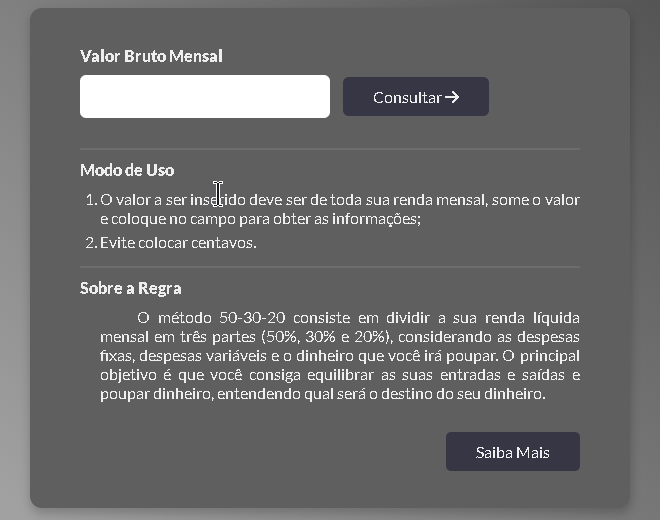 Valor Bruto Mensal
Consultar→
Modo de Uso
1. O valor a ser inserido deve ser de toda sua renda mensal, some o valor
e coloque no campo para obter as informações;
2. Evite colocar centavos.
Sobre a Regra
O método 50-30-20 consiste em dividir a sua renda líquida
mensal em três partes (50%, 30% e 20%), considerando as despesas
fixas, despesas variáveis e o dinheiro que você irá poupar. O principal
objetivo é que você consiga equilibrar as suas entradas e saídas e
poupar dinheiro, entendendo qual será o destino do seu dinheiro.
Saiba Mais